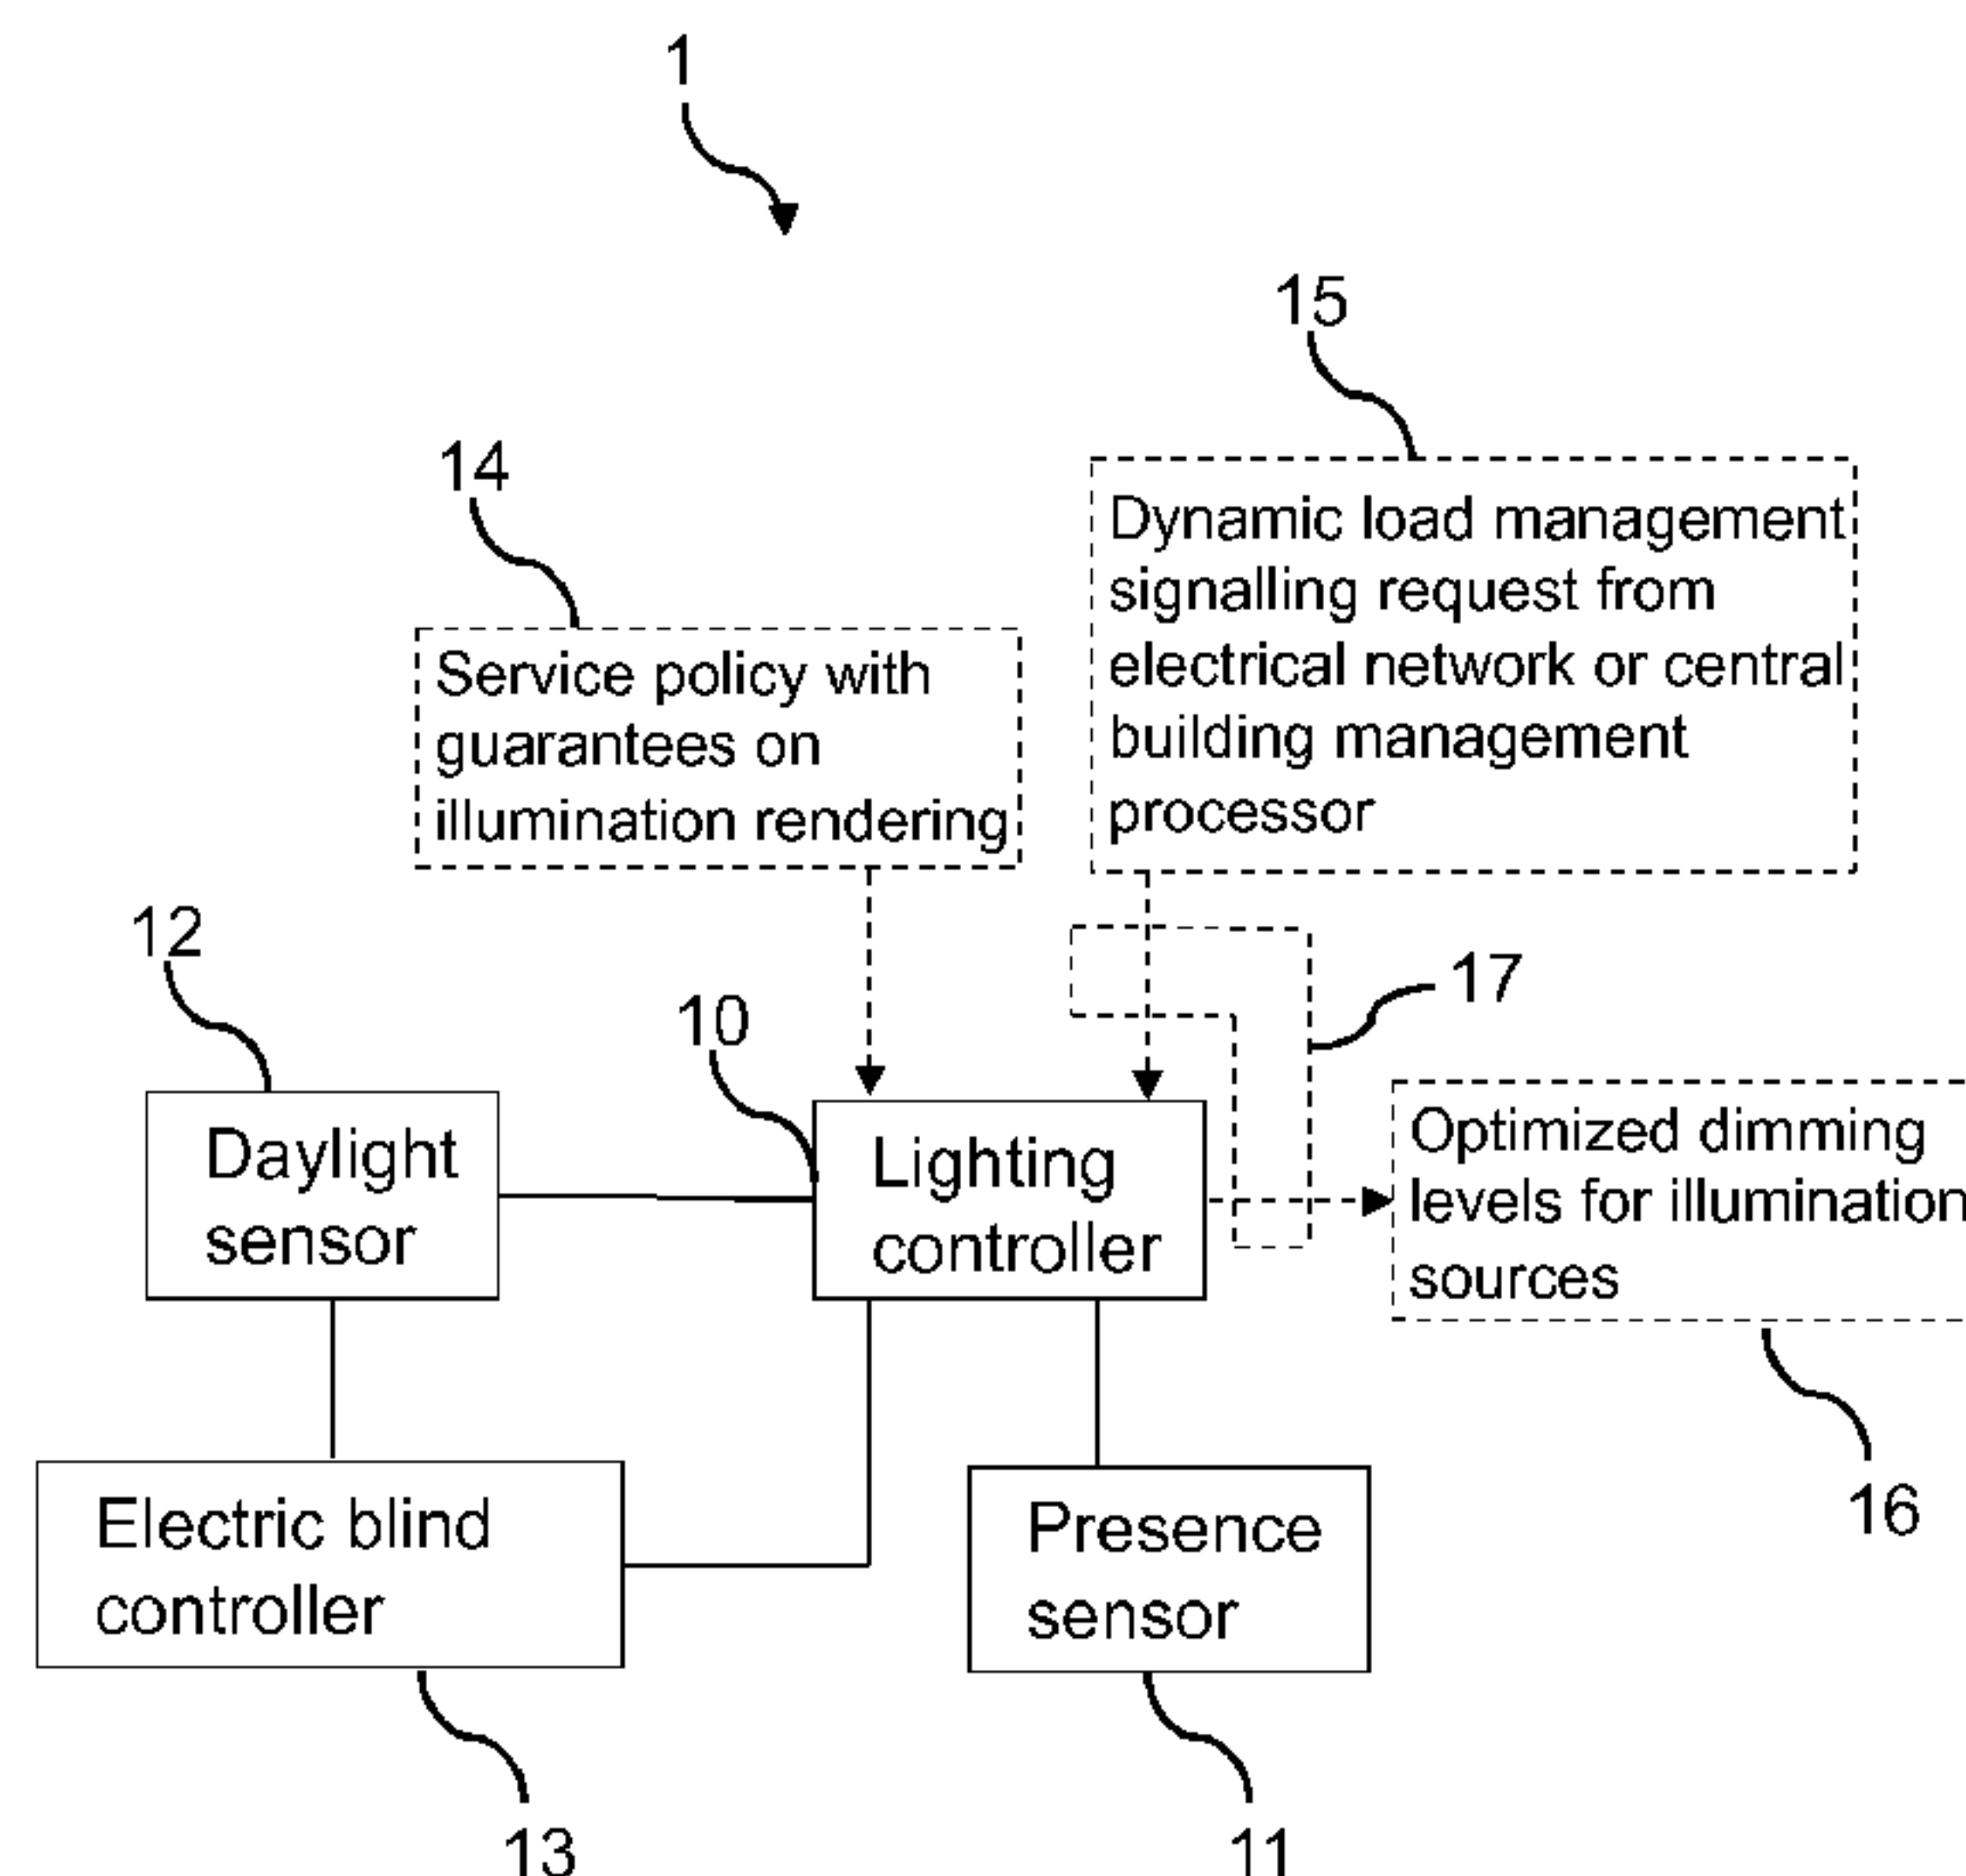 1
15
14
Dynamic load management
signalling request from
electrical network or central
building management
processor
Service policy with
guarantees on
illumination rendering
12
17
10
Daylight
sensor
Lighting
controller
Optimized dimming
levels for illumination
sources
Electric blind
controller
Presence
sensor
16
13
11